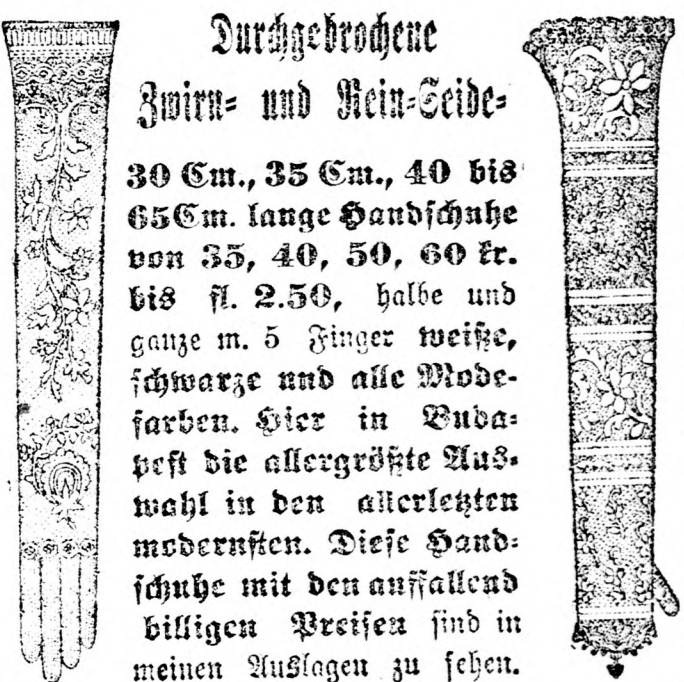 Durchgebrochene
Zwirn- und Rein-Seide-
30 Cm., 35 Cm., 40 bis
65 Cm. lange Handschuhe
von 35, 40, 50, 60 kr.
bis fl. 2.50, halbe und
ganze m. 5 Finger weiße,
schwarze und alle Mode-
farben. Hier in Buda-
pest die allergrößte Aus-
wahl in den allerletzten
modernsten. Diese Hand-
schuhe mit den auffallend
billigen Preisen sind in
meinen Auslagen zu sehen.